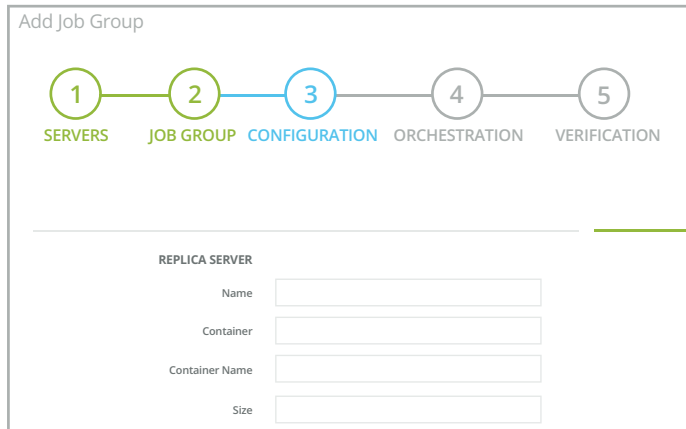 Add Job Group
1 2 3 4 5
SERVERS JOB GROUP CONFIGURATION ORCHESTRATION VERIFICATION
REPLICA SERVER
Name
Container
Container Name
Size